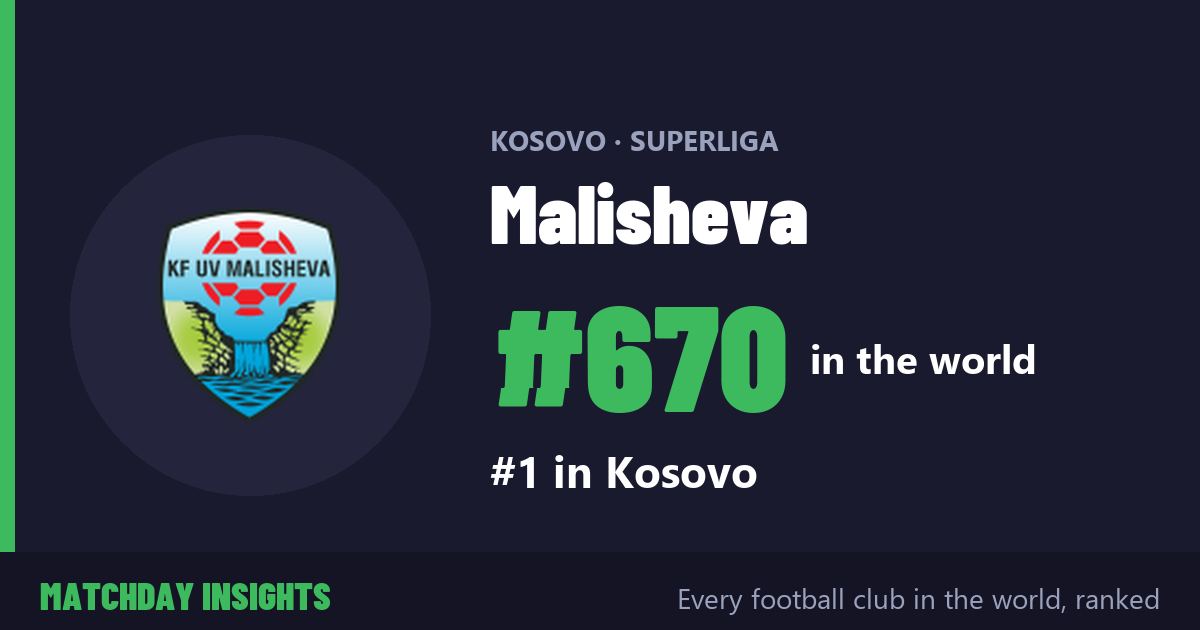 KOSOVO · SUPERLIGA
Malisheva
KF UV MALISHEVA
#670 in the world
#1 in Kosovo
MATCHDAY INSIGHTS
Every football club in the world, ranked